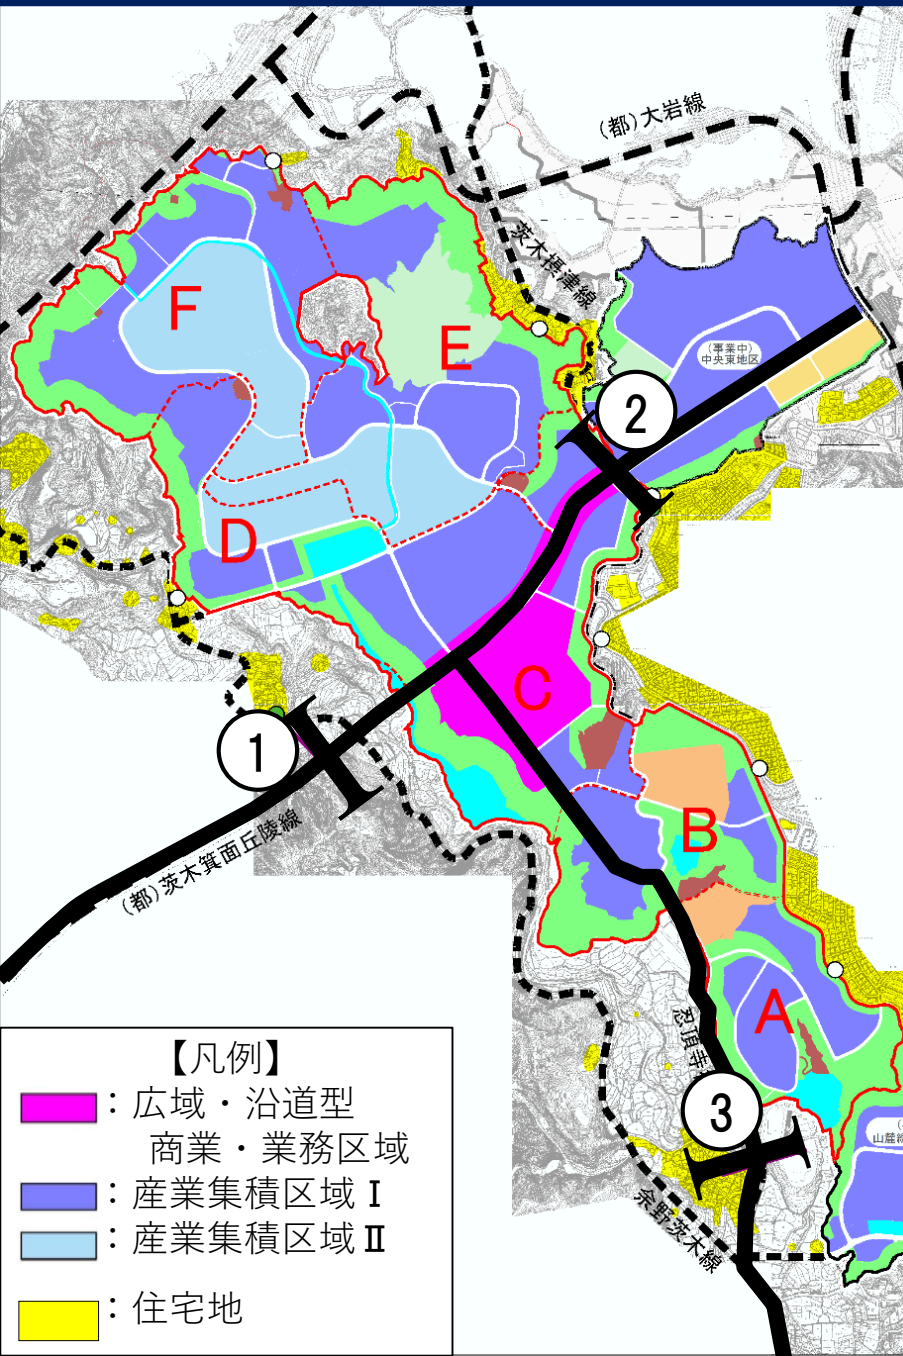 (都)大岩線
茨木摂津線
F
E
(事業中)
中央東地区
2
D
C
1
B
(都)茨木箕面丘陵線
A
忍頂寺
3
山麓線
余野茨木線
【凡例】
：広域・沿道型
商業・業務区域
：産業集積区域Ⅰ
：産業集積区域Ⅱ
：住宅地